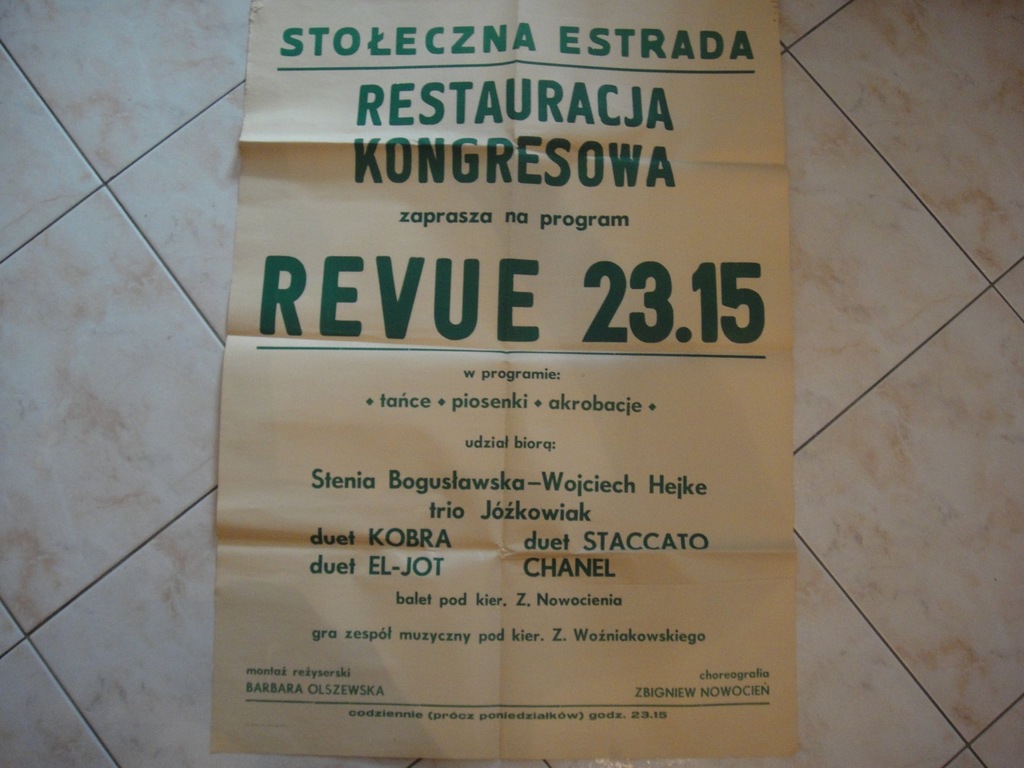 STOŁECZNA ESTRADA
RESTAURACJA
KONGRESOWA
zaprasza na program
REVUE 23.15
w programie:
• tańce • piosenki • akrobacje •
udział biorą:
Stenia Bogusławska–Wojciech Hejke
trio Jóżkowiak
duet KOBRA duet STACCATO
duet EL-JOT CHANEL
balet pod kier. Z. Nowocienia
gra zespół muzyczny pod kier. Z. Woźniakowskiego
montaż reżyserski choreografia
BARBARA OLSZEWSKA ZBIGNIEW NOWOCIEŃ
codziennie (prócz poniedziałków) godz. 23.15